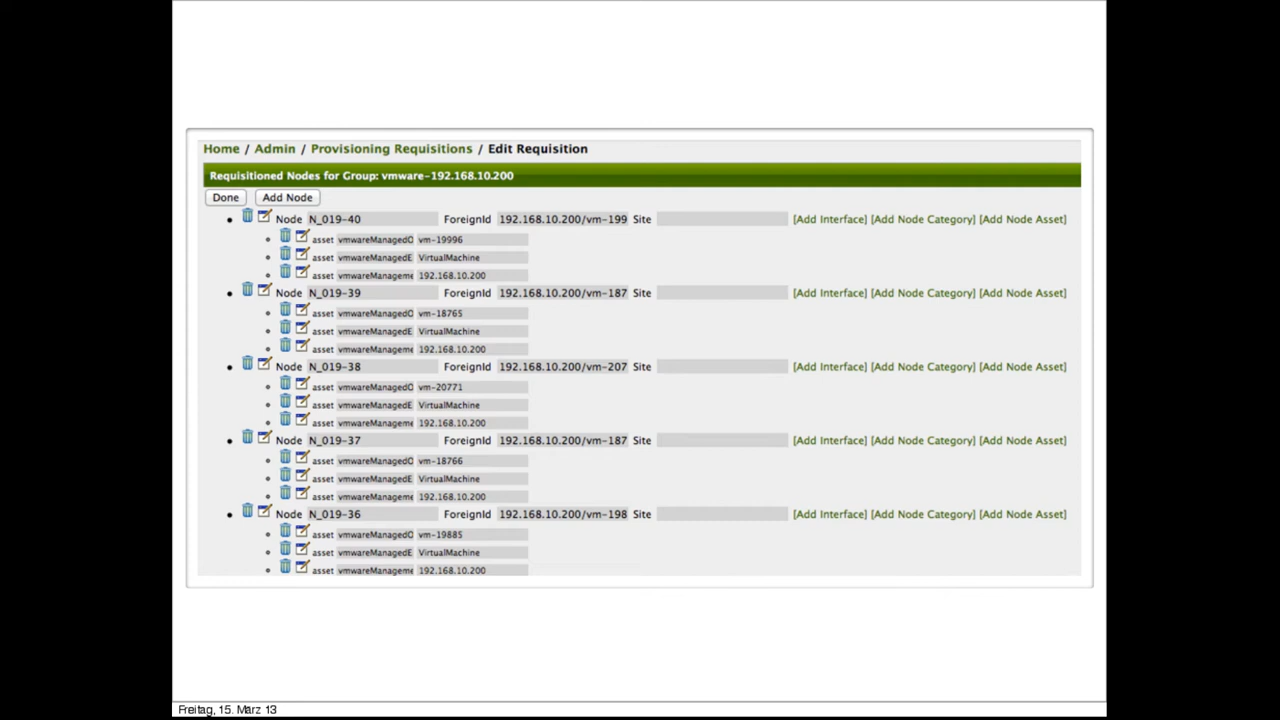 Home / Admin / Provisioning Requisitions / Edit Requisition
Requisitioned Nodes for Group: vmware-192.168.10.200
Done Add Node
Node N_019-40 ForeignId 192.168.10.200/vm-199 Site [Add Interface] [Add Node Category] [Add Node Asset]
asset vmwareManagedO vm-19996
asset vmwareManagedE VirtualMachine
asset vmwareManageme 192.168.10.200
Node N_019-39 ForeignId 192.168.10.200/vm-187 Site [Add Interface] [Add Node Category] [Add Node Asset]
asset vmwareManagedO vm-18765
asset vmwareManagedE VirtualMachine
asset vmwareManageme 192.168.10.200
Node N_019-38 ForeignId 192.168.10.200/vm-207 Site [Add Interface] [Add Node Category] [Add Node Asset]
asset vmwareManagedO vm-20771
asset vmwareManagedE VirtualMachine
asset vmwareManageme 192.168.10.200
Node N_019-37 ForeignId 192.168.10.200/vm-187 Site [Add Interface] [Add Node Category] [Add Node Asset]
asset vmwareManagedO vm-18766
asset vmwareManagedE VirtualMachine
asset vmwareManageme 192.168.10.200
Node N_019-36 ForeignId 192.168.10.200/vm-198 Site [Add Interface] [Add Node Category] [Add Node Asset]
asset vmwareManagedO vm-19885
asset vmwareManagedE VirtualMachine
asset vmwareManageme 192.168.10.200
Freitag, 15. März 13